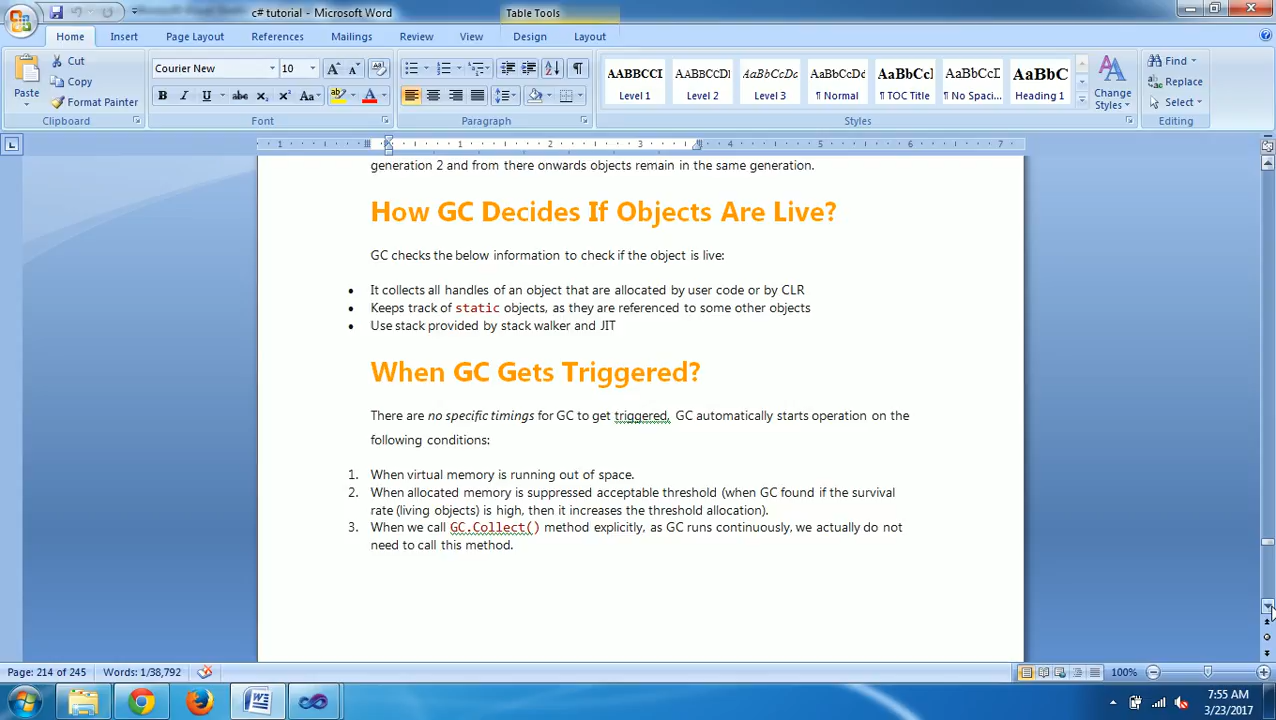 c# tutorial - Microsoft Word
Table Tools
Home Insert Page Layout References Mailings Review View Design Layout
Paste
Cut
Copy
Format Painter
Clipboard
Courier New 10
Font
Paragraph
AABBCCI AABBCCD AaBbCcDc AaBbCcDd AaBbCcI AaBbCcD AaBbC
Level 1 Level 2 Level 3 ¶ Normal ¶ TOC Title ¶ No Spaci... Heading 1
Change Styles
Styles
Find
Replace
Select
Editing
1 1 2 3 4 5 6 7
generation 2 and from there onwards objects remain in the same generation.
How GC Decides If Objects Are Live?
GC checks the below information to check if the object is live:
• It collects all handles of an object that are allocated by user code or by CLR
• Keeps track of static objects, as they are referenced to some other objects
• Use stack provided by stack walker and JIT
When GC Gets Triggered?
There are no specific timings for GC to get triggered, GC automatically starts operation on the
following conditions:
1. When virtual memory is running out of space.
2. When allocated memory is suppressed acceptable threshold (when GC found if the survival
rate (living objects) is high, then it increases the threshold allocation).
3. When we call GC.Collect() method explicitly, as GC runs continuously, we actually do not
need to call this method.
Page: 214 of 245 Words: 1/38,792 100%
7:55 AM
3/23/2017